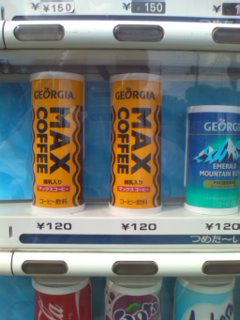 ¥150
¥150
GEORGIA
MAX
COFFEE
練乳入り
マックスコーヒー
コーヒー飲料
GEORGIA
MAX
COFFEE
練乳入り
マックスコーヒー
コーヒー飲料
GEORG
EMERALD
MOUNTAIN
¥120
¥120
¥120
つめた〜い